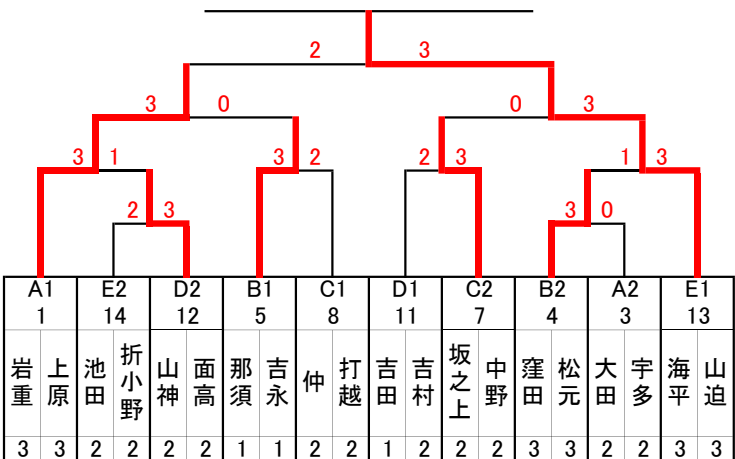 2 3
3 0 0 3
3 1 3 2 2 3 1 3
2 3 3 0
A1 E2 D2 B1 C1 D1 C2 B2 A2 E1
1 14 12 5 8 11 7 4 3 13
岩重 上原 池田 折小野 山神 面高 那須 吉永 仲 打越 吉田 吉村 坂之上 中野 窪田 松元 大田 宇多 海平 山迫
3 3 2 2 2 2 1 1 2 2 1 2 2 2 3 3 2 2 3 3